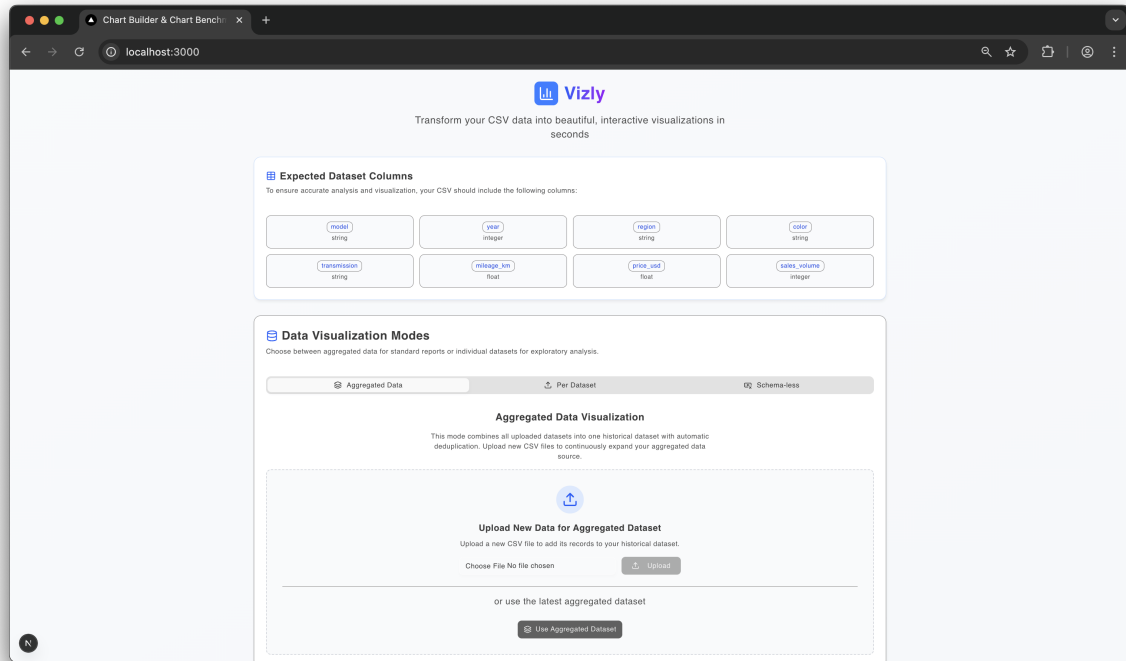 Chart Builder & Chart Bench
localhost:3000
Vizly
Transform your CSV data into beautiful, interactive visualizations in
seconds
Expected Dataset Columns
To ensure accurate analysis and visualization, your CSV should include the following columns:
model
string
year
integer
region
string
color
string
transmission
string
mileage_km
float
price_usd
float
sales_volume
integer
Data Visualization Modes
Choose between aggregated data for standard reports or individual datasets for exploratory analysis.
Aggregated Data
Per Dataset
Schema-less
Aggregated Data Visualization
This mode combines all uploaded datasets into one historical dataset with automatic
deduplication. Upload new CSV files to continuously expand your aggregated data
source.
Upload New Data for Aggregated Dataset
Upload a new CSV file to add its records to your historical dataset.
Choose File No file chosen
Upload
or use the latest aggregated dataset
Use Aggregated Dataset
N